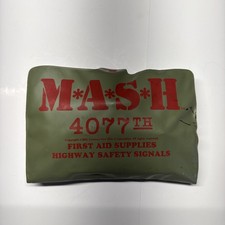 M*A*S*H
4077TH
FIRST AID SUPPLIES
HIGHWAY SAFETY SIGNALS